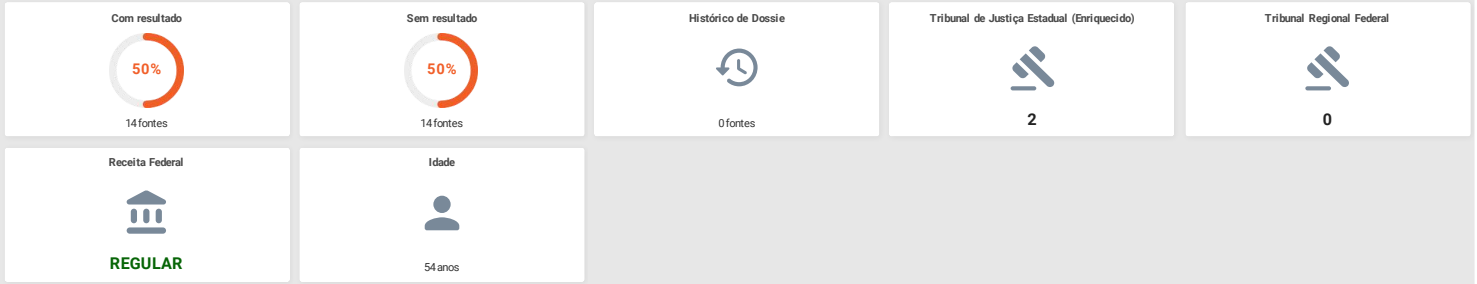 Com resultado
50%
14 fontes
Sem resultado
50%
14 fontes
Histórico de Dossie
0 fontes
Tribunal de Justiça Estadual (Enriquecido)
2
Tribunal Regional Federal
0
Receita Federal
REGULAR
Idade
54 anos